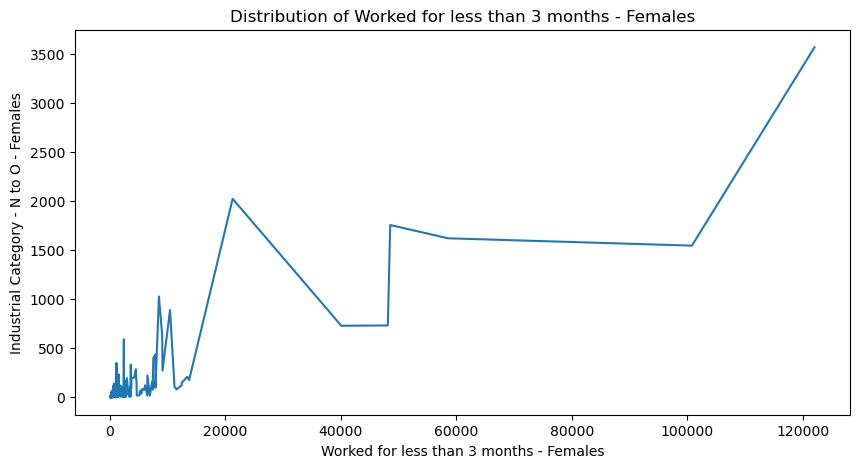 Distribution of Worked for less than 3 months - Females
Industrial Category - N to O - Females
3500
3000
2500
2000
1500
1000
500
0
0 20000 40000 60000 80000 100000 120000
Worked for less than 3 months - Females